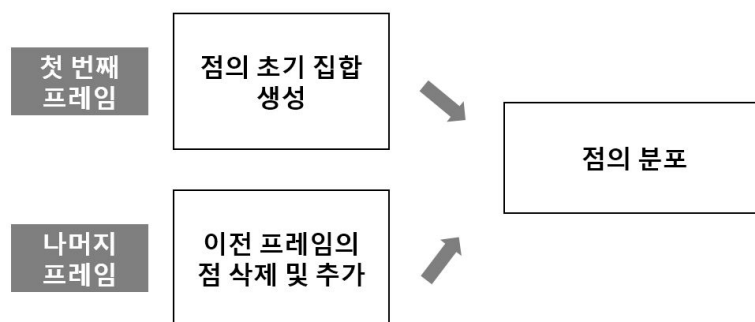 첫 번째
프레임
점의 초기 집합
생성
점의 분포
나머지
프레임
이전 프레임의
점 삭제 및 추가